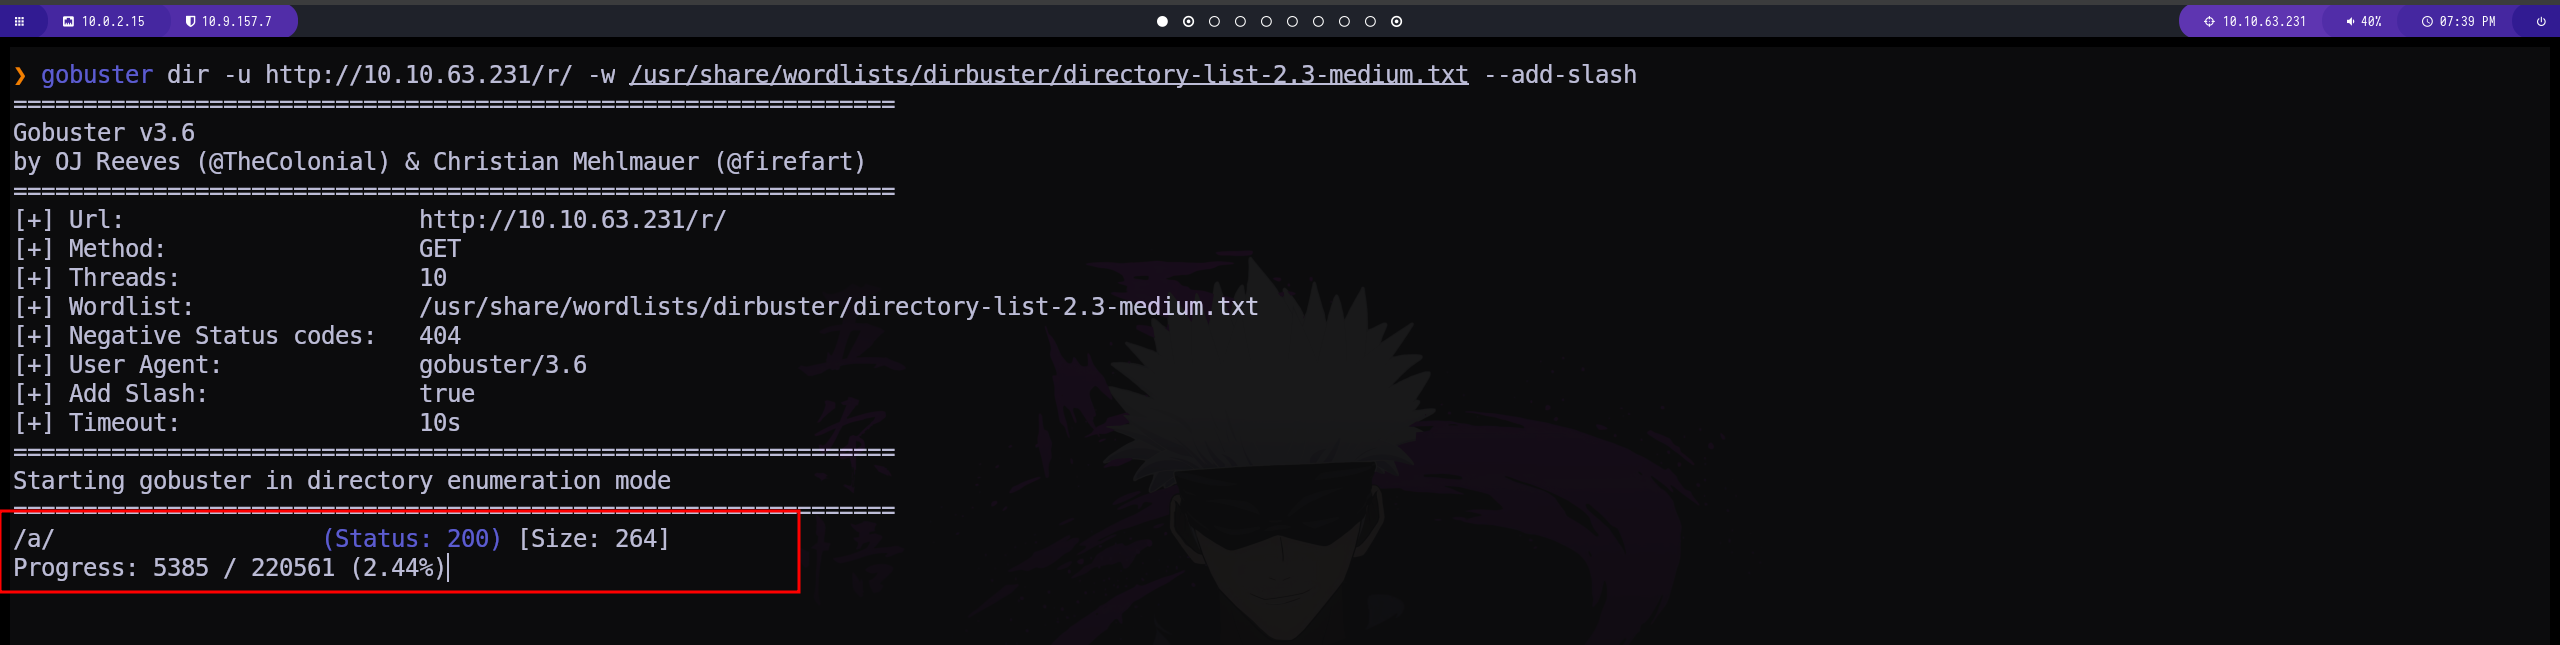 10.0.2.15 10.9.157.7 10.10.63.231 40% 07:39 PM
❯ gobuster dir -u http://10.10.63.231/r/ -w /usr/share/wordlists/dirbuster/directory-list-2.3-medium.txt --add-slash
===============================================================
Gobuster v3.6
by OJ Reeves (@TheColonial) & Christian Mehlmauer (@firefart)
===============================================================
[+] Url:                     http://10.10.63.231/r/
[+] Method:                  GET
[+] Threads:                 10
[+] Wordlist:                /usr/share/wordlists/dirbuster/directory-list-2.3-medium.txt
[+] Negative Status codes:   404
[+] User Agent:              gobuster/3.6
[+] Add Slash:               true
[+] Timeout:                 10s
===============================================================
Starting gobuster in directory enumeration mode
===============================================================
/a/                   (Status: 200) [Size: 264]
Progress: 5385 / 220561 (2.44%)